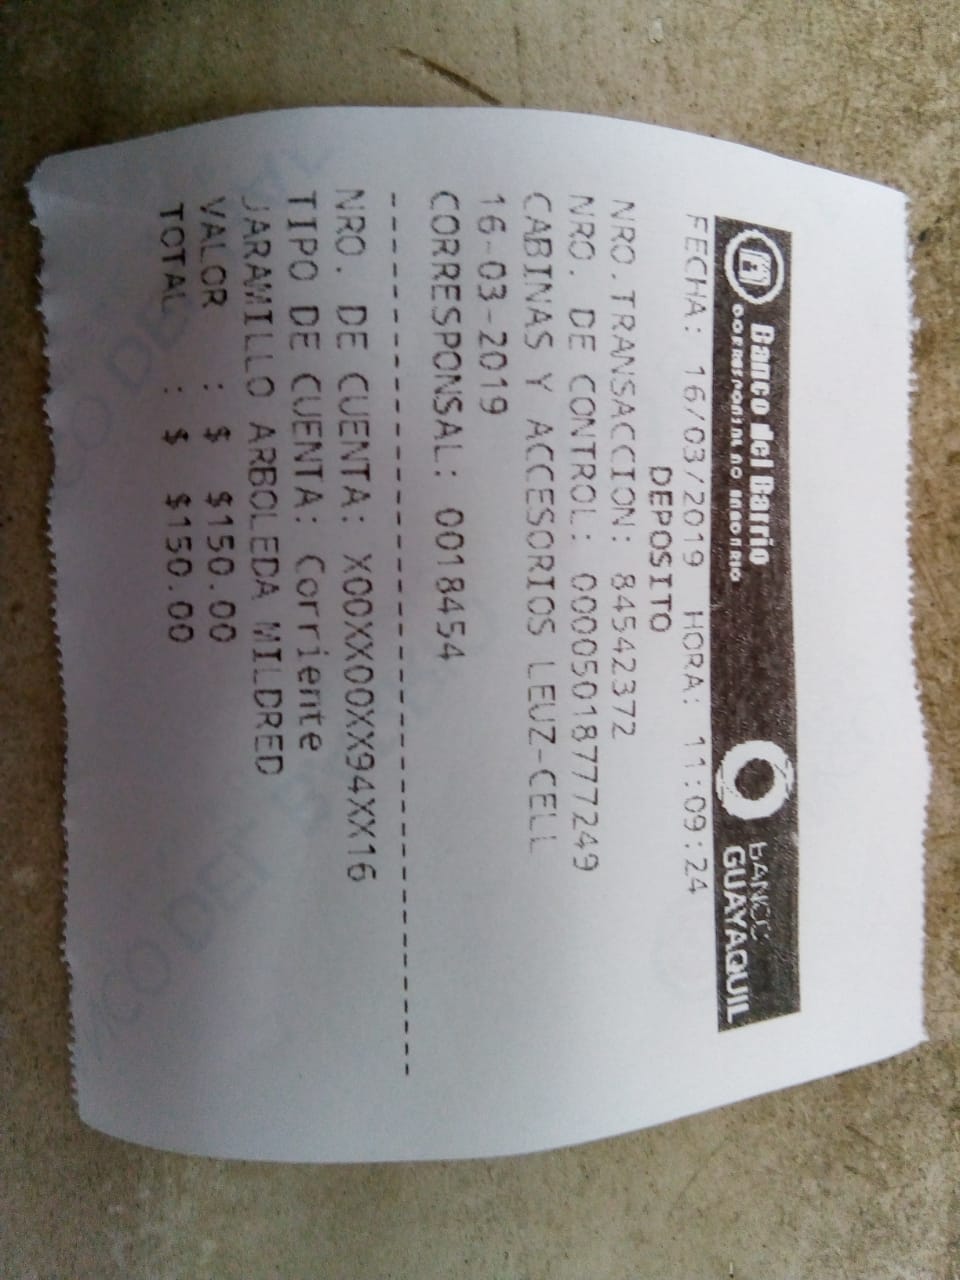 Banco del Barrio
CORRESPONSAL NO BANCARIO
BANCO
GUAYAQUIL
FECHA: 16/03/2019 HORA: 11:09:24
DEPOSITO
NRO.TRANSACCION: 84542372
NRO. DE CONTROL: 00005018777249
CABINAS Y ACCESORIOS LEUZ-CELL
16-03-2019
CORRESPONSAL: 0018454
------------------------------------------
NRO. DE CUENTA: X00XX00XX94XX16
TIPO DE CUENTA: Corriente
JARAMILLO ARBOLEDA MILDRED
VALOR : $ $150.00
TOTAL : $ $150.00